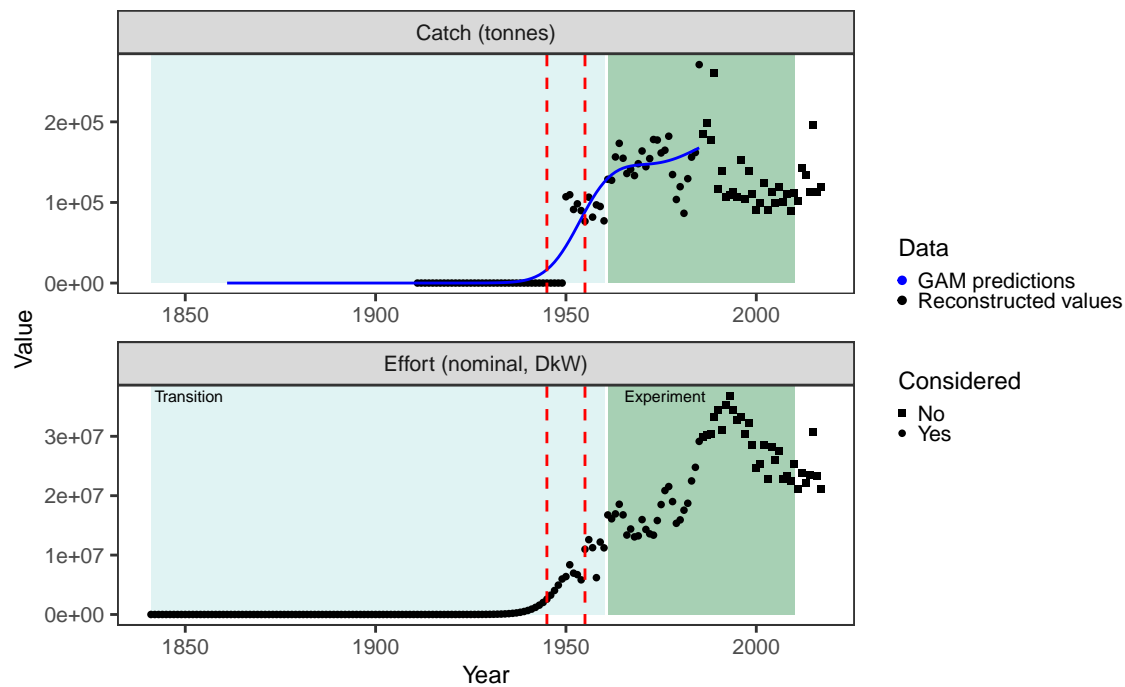 Catch (tonnes)
2e+05
1e+05
0e+00
1850 1900 1950 2000
Value
Effort (nominal, DkW)
Transition Experiment
3e+07
2e+07
1e+07
0e+00
1850 1900 1950 2000
Year
Data
GAM predictions
Reconstructed values
Considered
No
Yes